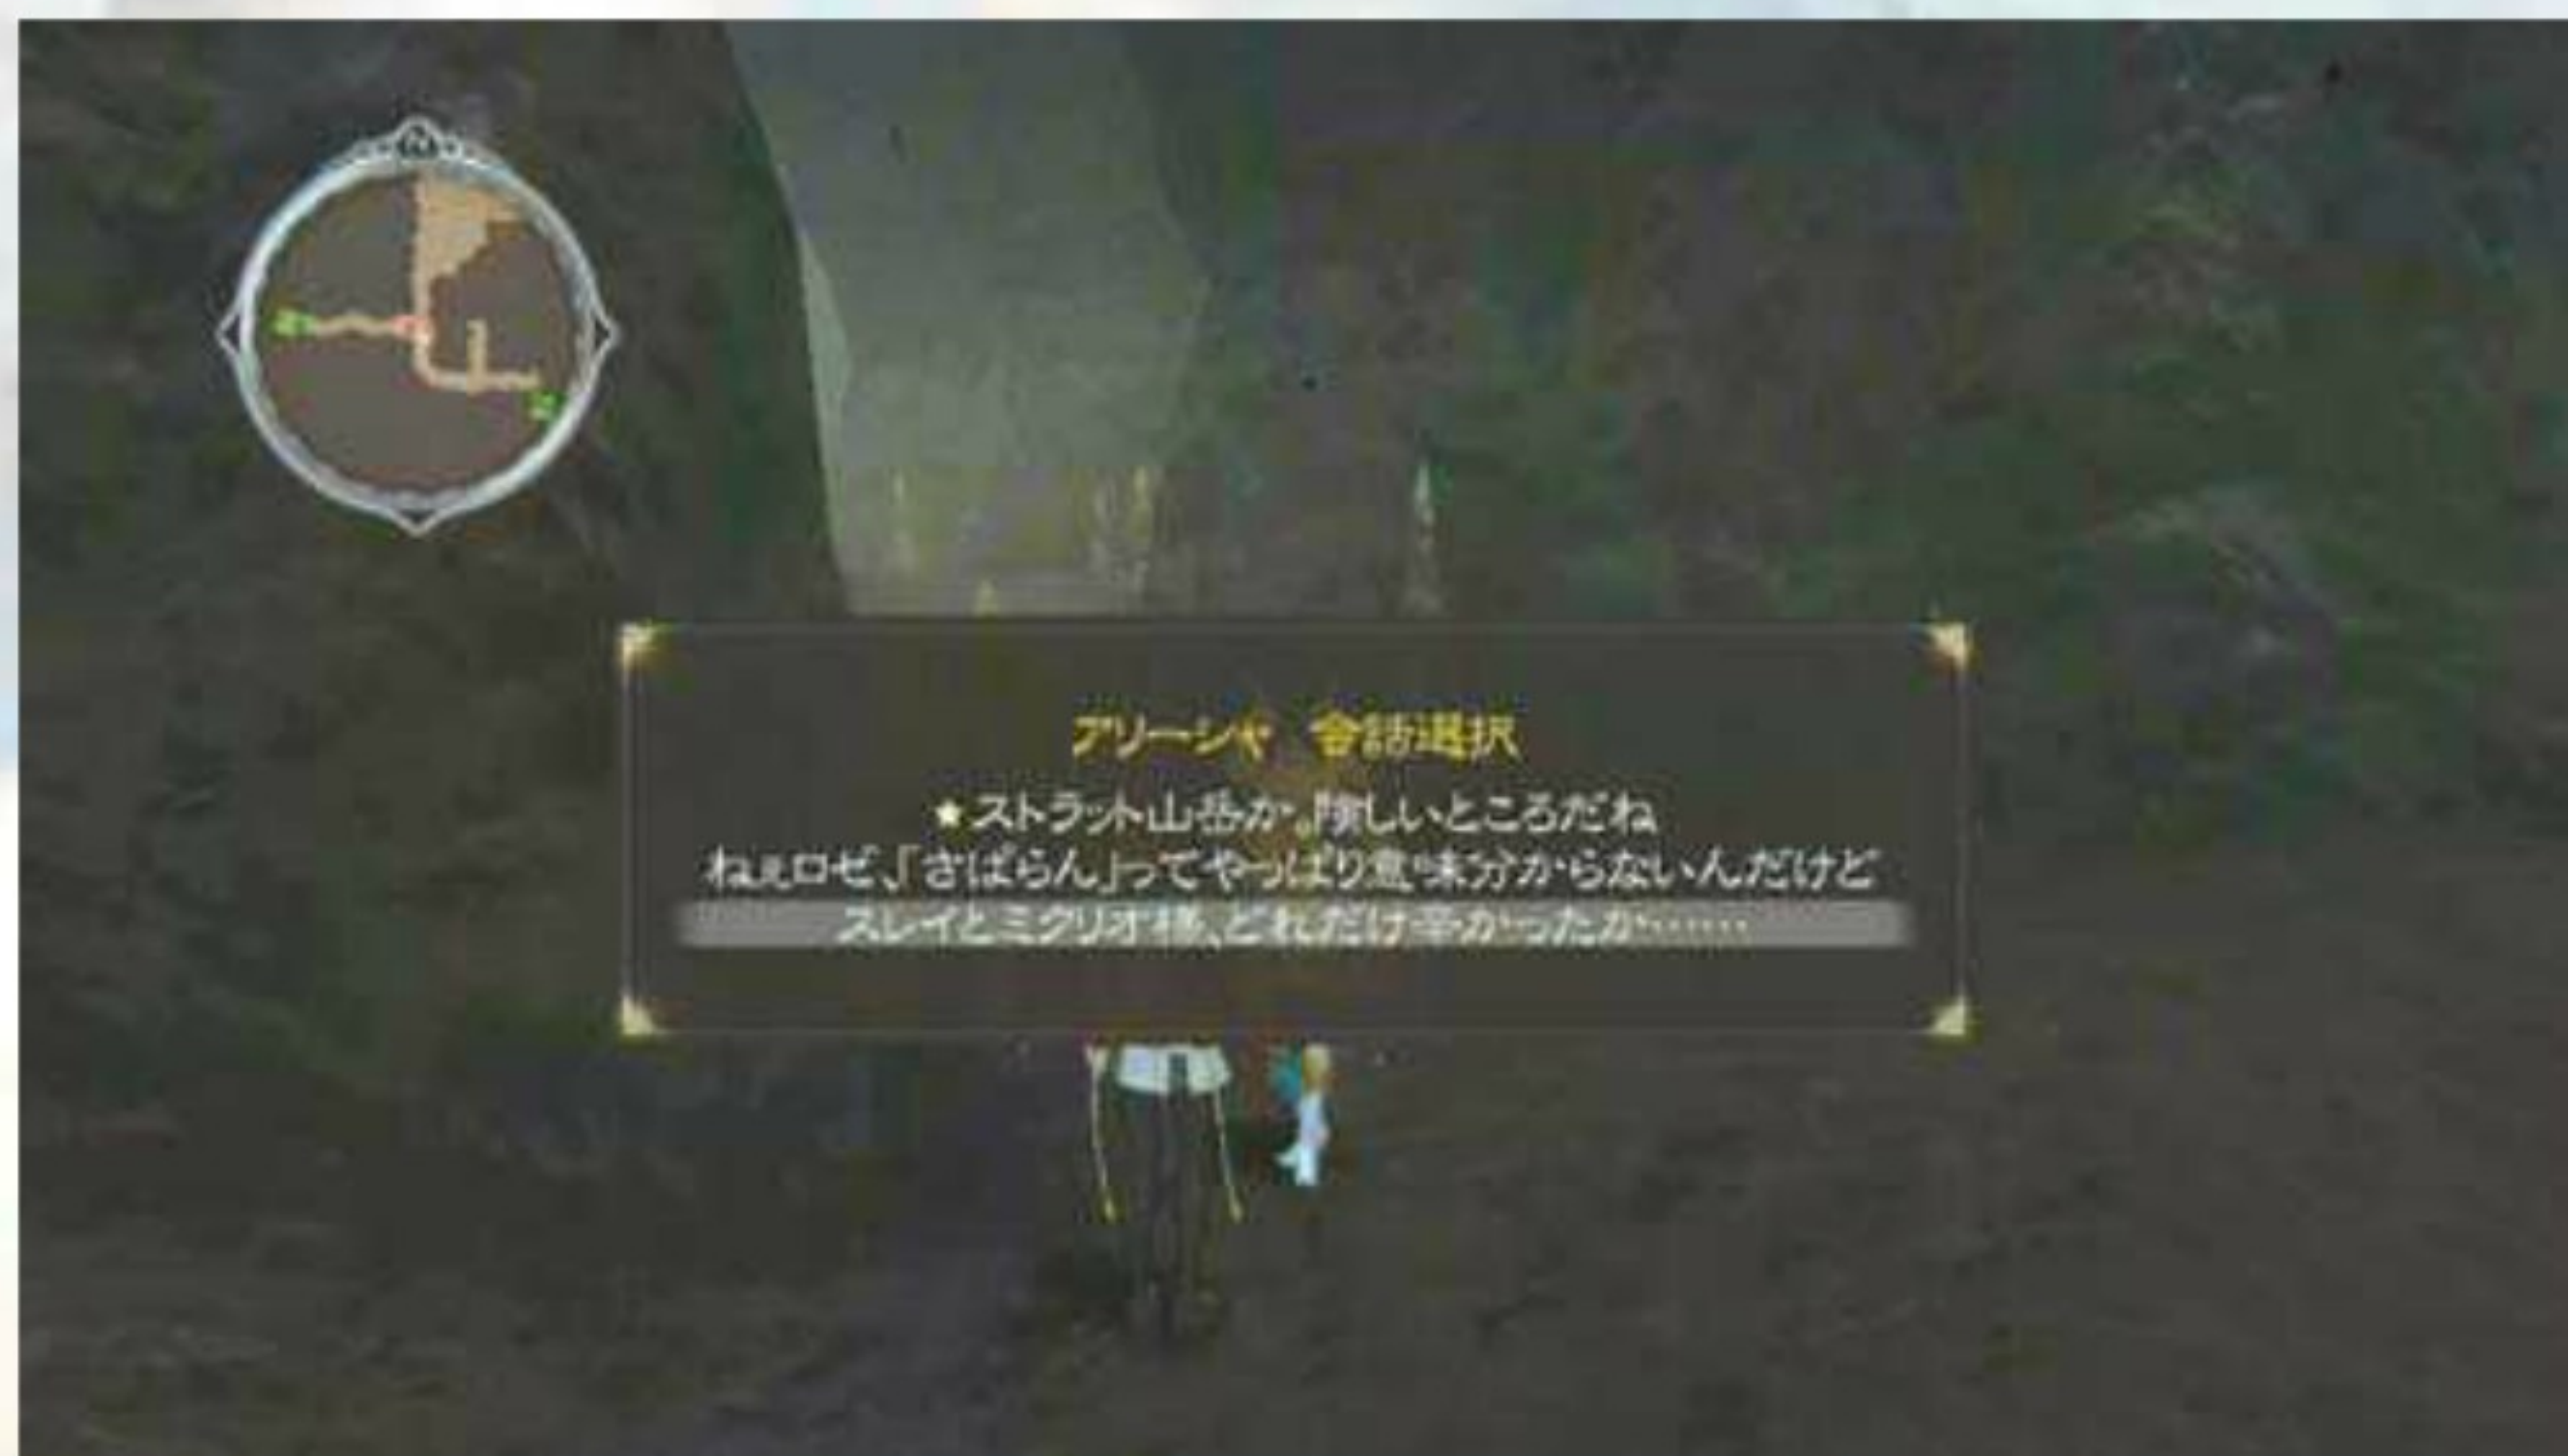 N
アリーシャ 会話選択
★ストラット山岳か。険しいところだね
ねぇロゼ、「さぱらん」ってやっぱり意味分からないんだけど
スレイとミクリオ様、どれだけ辛かったか……